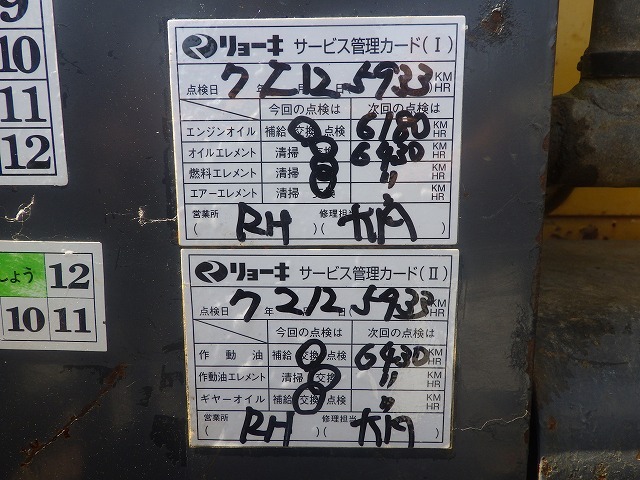 9
10
11
12
リョーキ サービス管理カード(Ⅰ)
点検日 7年 2月 12日 5933 KM HR
今回の点検は 次回の点検は
エンジンオイル 補給 交換 点検 6180 KM HR
オイルエレメント 清掃 交換 6430 KM HR
燃料エレメント 清掃 交換 〃 KM HR
エアーエレメント 清掃 交換 〃 KM HR
営業所 修理担当
( RH ) ( )
しょう 12
10 11
リョーキ サービス管理カード(Ⅱ)
点検日 7年 2月 12日 5933 KM HR
今回の点検は 次回の点検は
作動油 補給 交換 点検 6430 KM HR
作動油エレメント 清掃 交換 〃 KM HR
ギヤーオイル 補給 交換 点検 〃 KM HR
営業所 修理担当
( RH ) ( )